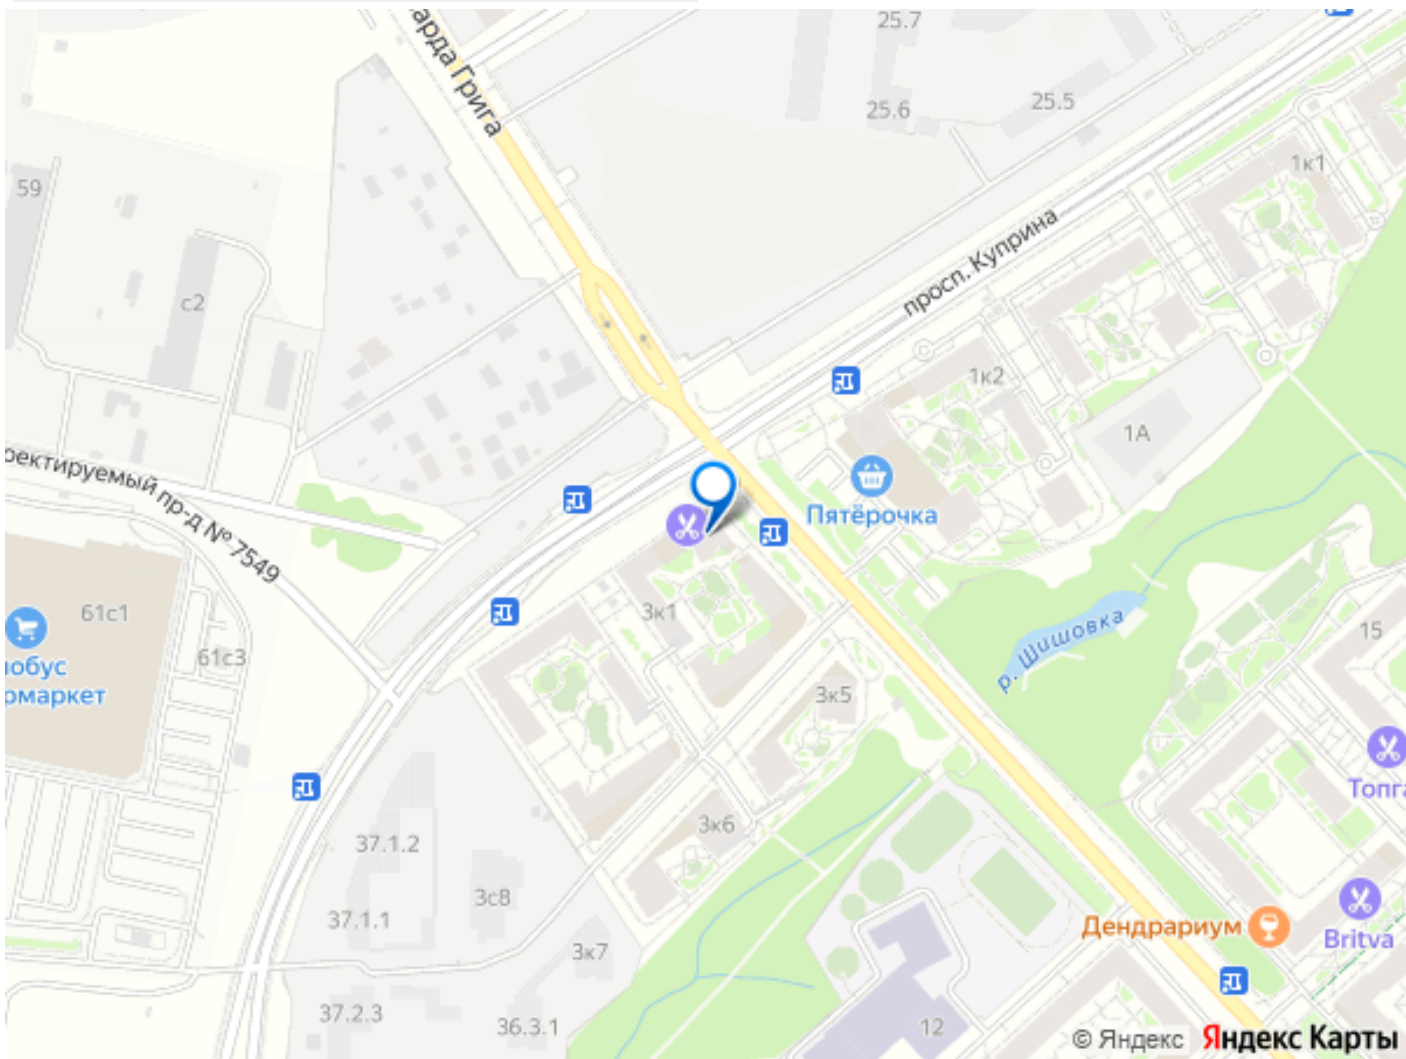 25.7
арда Грига
25.6
25.5
1к1
59
просп. Куприна
с2
1к2
1А
Пятёрочка
ректируемый пр-д № 7549
61с1
61с3
3к1
р. Шишовка
15
обус
рмаркет
3к5
Топга
3к6
37.1.2
3с8
37.1.1
Дендрариум
Britva
3к7
37.2.3
36.3.1
12
© Яндекс Яндекс Карты